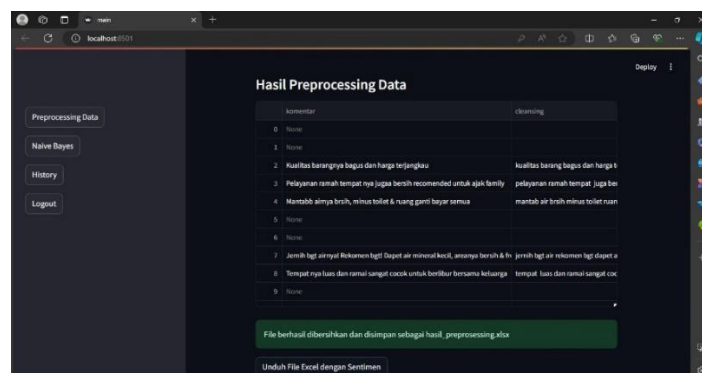 main
localhost:8501
Deploy
Hasil Preprocessing Data
Preprocessing Data
Naive Bayes
History
Logout
komentar cleansing
0 None
1 None
2 Kualitas barangnya bagus dan harga terjangkau kualitas barang bagus dan harga t
3 Pelayanan ramah tempat nya jugaa bersih recomended untuk ajak family pelayanan ramah tempat juga ber
4 Mantabb airnya brsih, minus toilet & ruang ganti bayar semua mantab air brsih minus toilet ruan
5 None
6 None
7 Jernih bgt airnya! Rekomen bgt! Dapet air mineral kecil, areanya bersih & jernih bgt air rekomen bgt dapet a
8 Tempat nya luas dan ramai sangat cocok untuk berlibur bersama keluarga tempat luas dan ramai sangat coc
9 None
File berhasil dibersihkan dan disimpan sebagai hasil_preprosessing.xlsx
Unduh File Excel dengan Sentimen